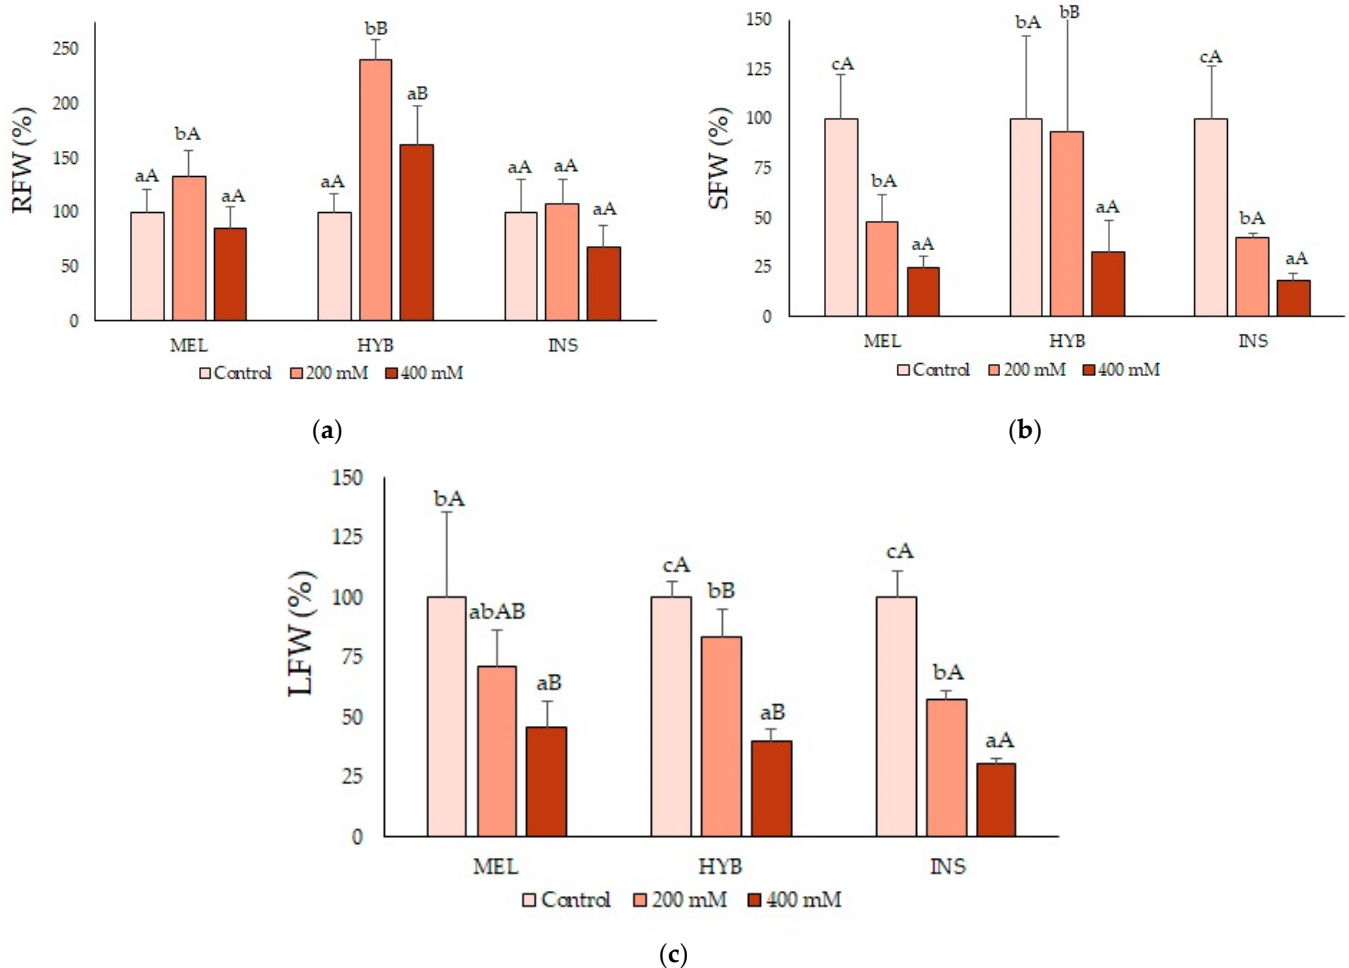 RFW (%)
250
200
150
100
50
0
aA
bA
aA
aA
bB
aB
aA
aA
aA
MEL
HYB
INS
Control
200 mM
400 mM
(a)
SFW (%)
150
125
100
75
50
25
0
cA
bA
aA
bA
bB
aA
cA
bA
aA
MEL
HYB
INS
Control
200 mM
400 mM
(b)
LFW (%)
150
125
100
75
50
25
0
bA
abAB
aB
cA
bB
aB
cA
bA
aA
MEL
HYB
INS
Control
200 mM
400 mM
(c)